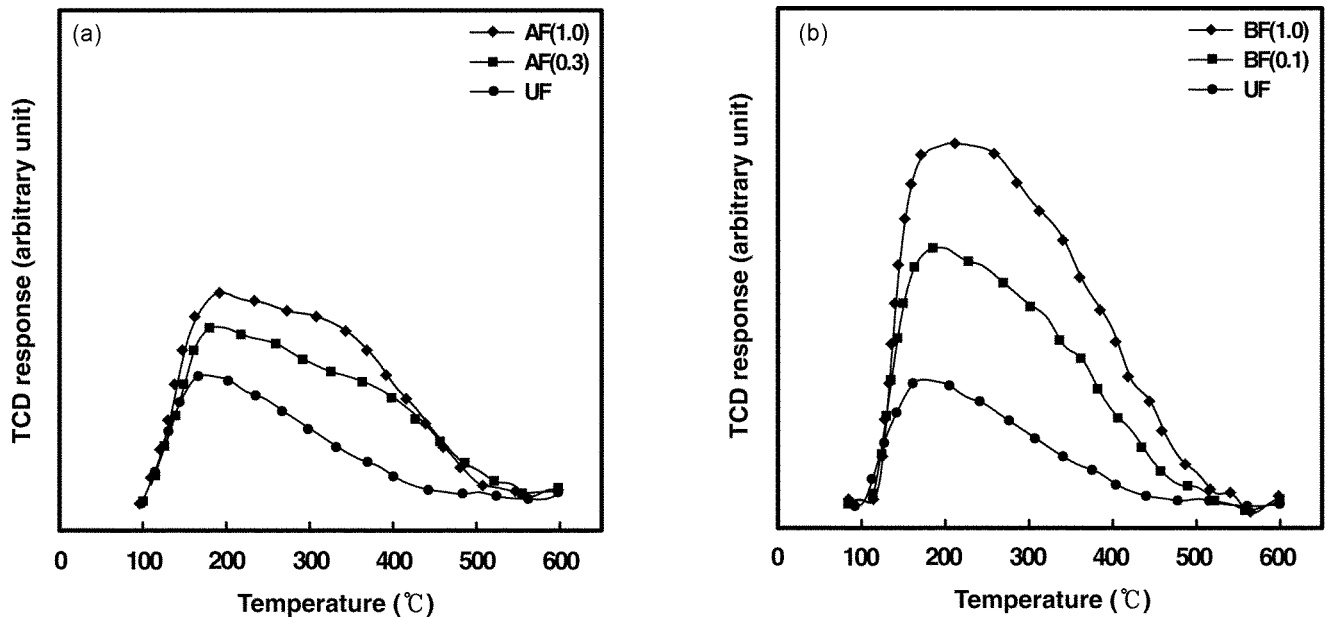 (a)
AF(1.0)
AF(0.3)
UF
TCD response (arbitrary unit)
0 100 200 300 400 500 600
Temperature (℃)
(b)
BF(1.0)
BF(0.1)
UF
TCD response (arbitrary unit)
0 100 200 300 400 500 600
Temperature (℃)